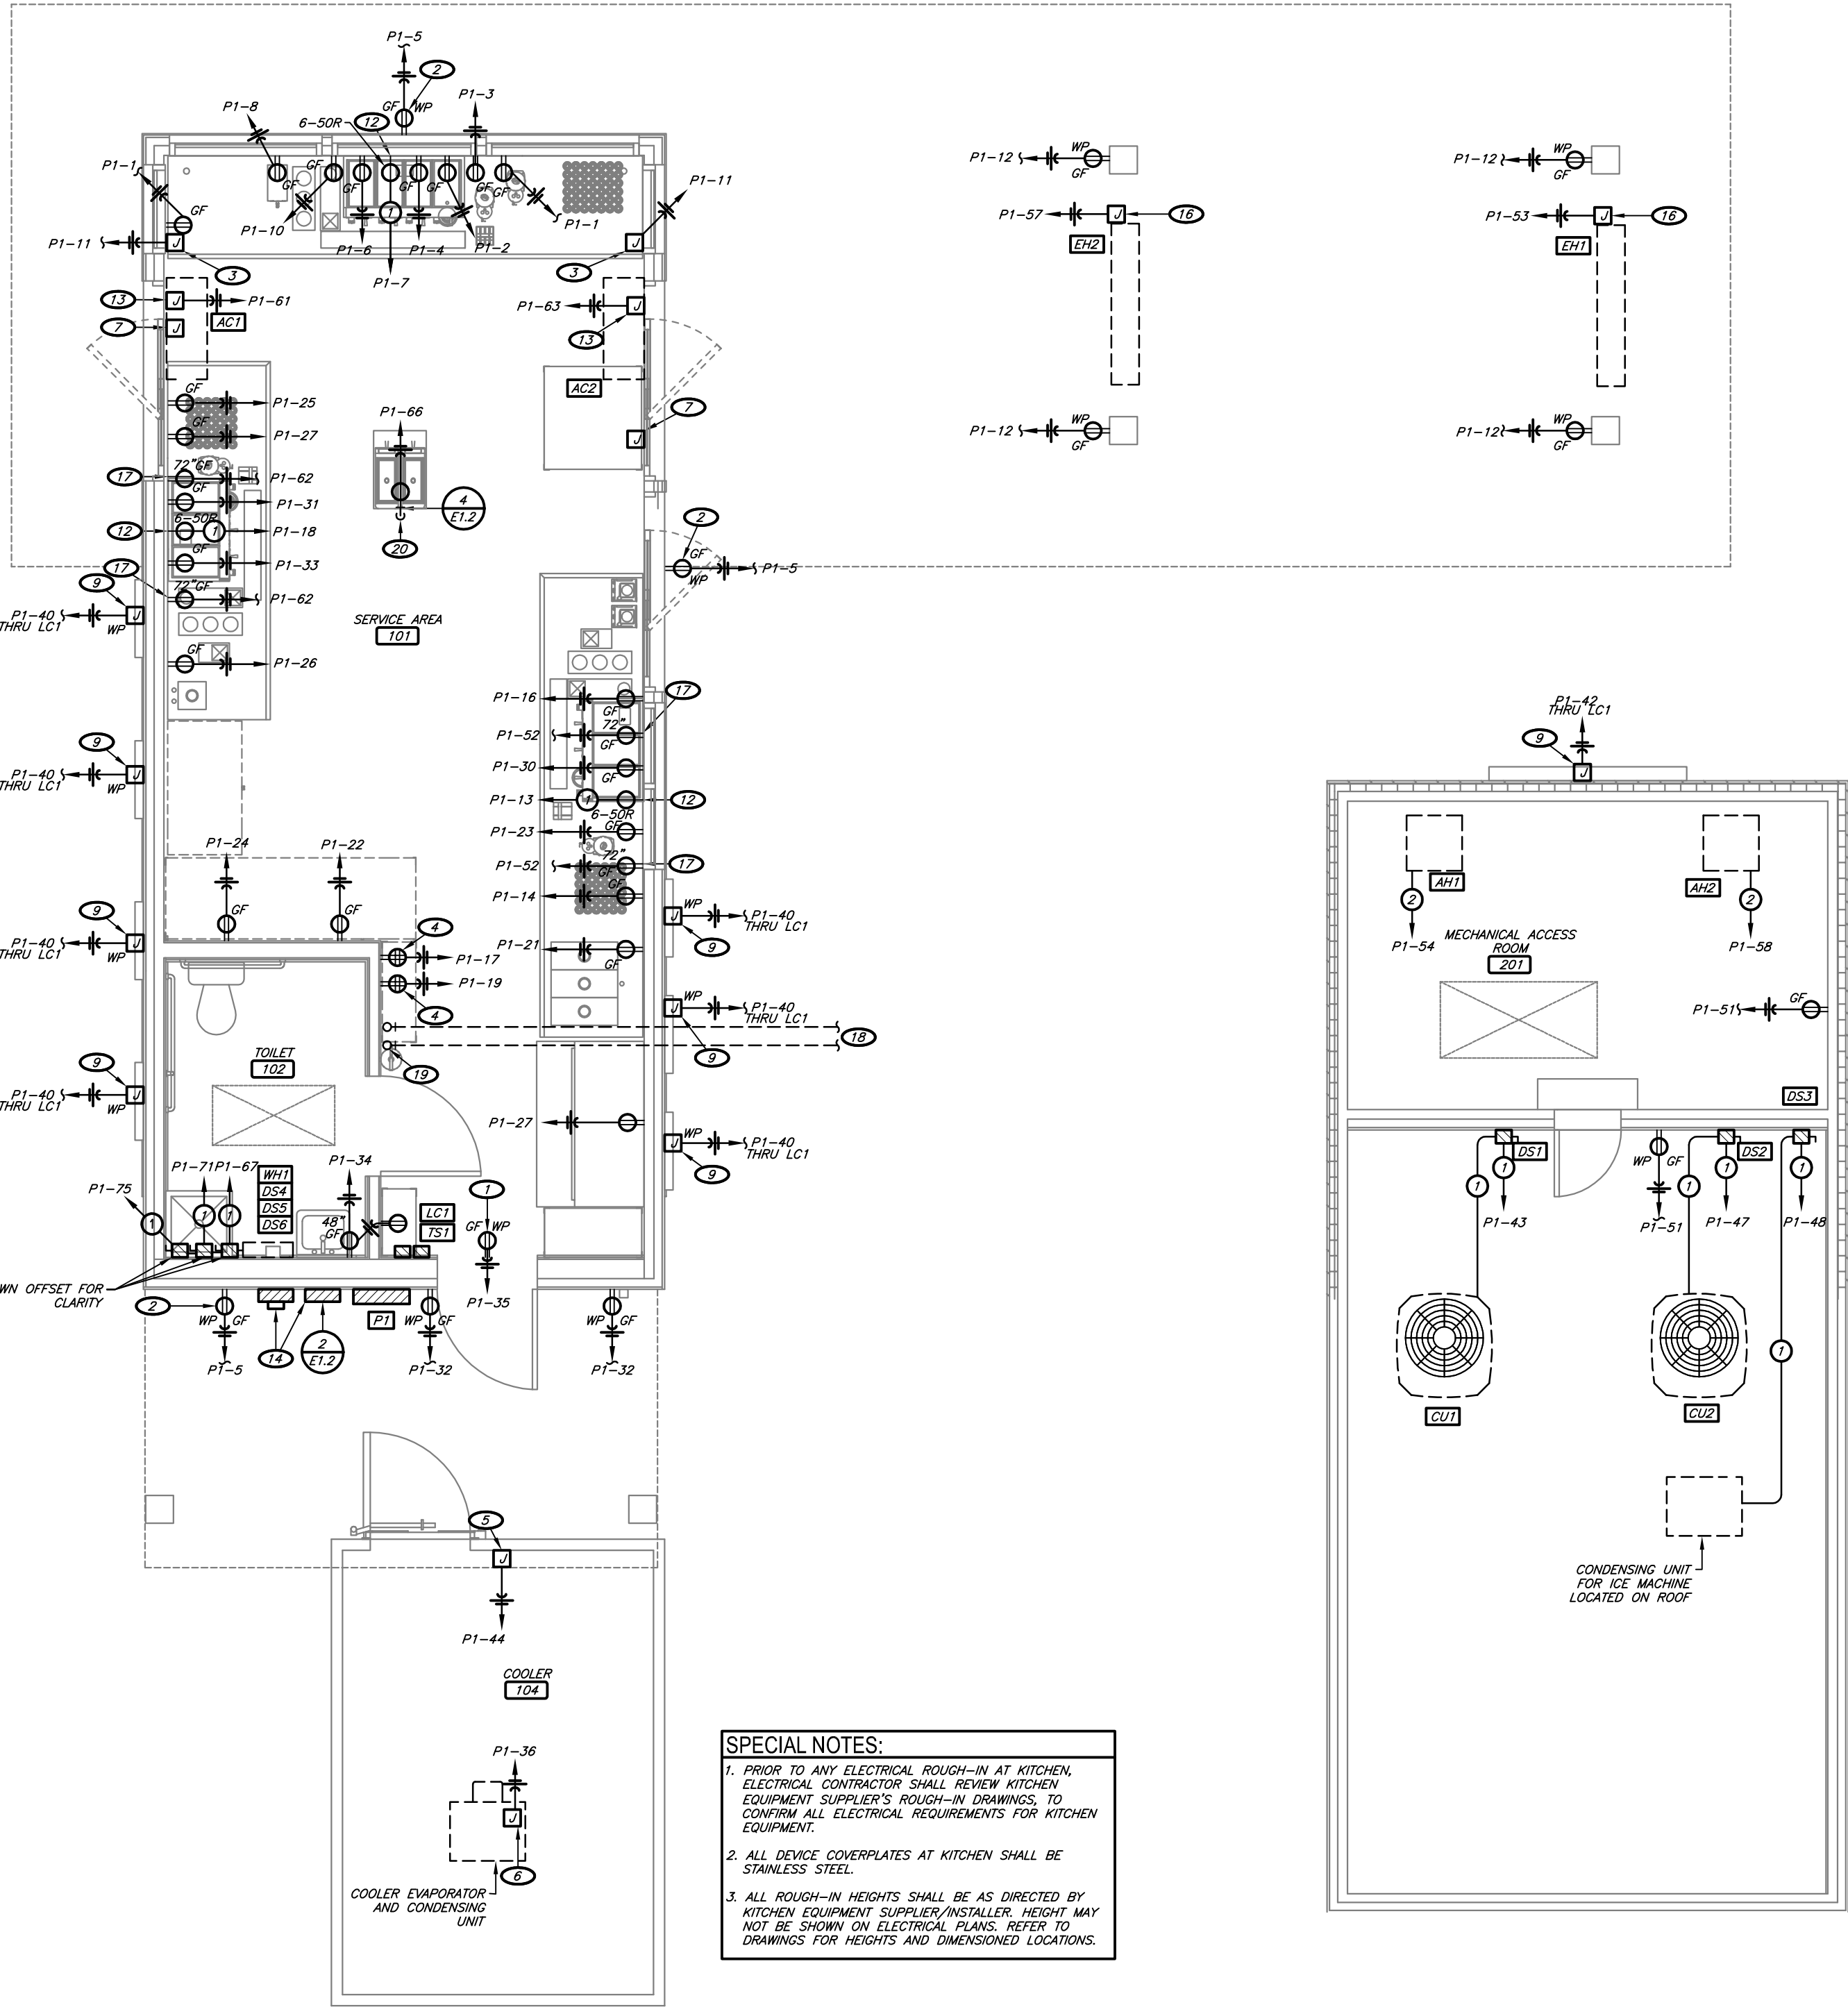 P1-5
2
GF WP
P1-3
P1-8
6-50R
12
P1-1
GF
GF
GF
GF
GF
GF
GF
GF
P1-11
P1-10
P1-6
P1-4
P1-2
P1-1
1
P1-7
P1-11
J
J
3
3
P1-12
WP
GF
P1-12
WP
GF
P1-57
J
16
EH2
P1-53
J
16
EH1
P1-12
WP
GF
P1-12
WP
GF
13
J
P1-61
7
J
AC1
P1-63
J
13
AC2
7
J
GF
P1-25
GF
P1-27
17
72"GF
P1-62
GF
P1-31
12
6-50R
1
P1-18
GF
P1-33
17
72"GF
P1-62
GF
P1-26
P1-66
4
E1.2
20
2
GF
WP
P1-5
SERVICE AREA
101
9
P1-40
THRU LC1
WP
J
9
P1-40
THRU LC1
WP
J
9
P1-40
THRU LC1
WP
J
9
P1-40
THRU LC1
WP
J
P1-16
GF
17
P1-52
72"
GF
P1-30
GF
P1-13
1
12
6-50R
P1-23
GF
P1-52
72"
GF
17
P1-14
GF
P1-21
GF
P1-24
GF
P1-22
GF
4
P1-17
P1-19
4
J
WP
P1-40
THRU LC1
9
J
WP
P1-40
THRU LC1
9
18
19
TOILET
102
P1-27
J
WP
P1-40
THRU LC1
9
P1-71
P1-67
P1-75
1
1
1
WH1
DS4
DS5
DS6
P1-34
48"
GF
LC1
TS1
1
GF WP
P1-35
WN OFFSET FOR
CLARITY
2
WP GF
P1-5
14
2
E1.2
P1
WP GF
P1-32
WP GF
P1-32
5
J
P1-44
COOLER
104
P1-36
J
6
COOLER EVAPORATOR
AND CONDENSING
UNIT
P1-42
THRU LC1
9
J
AH1
2
P1-54
AH2
2
P1-58
MECHANICAL ACCESS
ROOM
201
P1-51
GF
DS3
DS1
1
1
P1-43
WP GF
P1-51
DS2
1
1
P1-47
1
P1-48
1
CU1
CU2
CONDENSING UNIT
FOR ICE MACHINE
LOCATED ON ROOF
SPECIAL NOTES:
1. PRIOR TO ANY ELECTRICAL ROUGH-IN AT KITCHEN,
ELECTRICAL CONTRACTOR SHALL REVIEW KITCHEN
EQUIPMENT SUPPLIER'S ROUGH-IN DRAWINGS, TO
CONFIRM ALL ELECTRICAL REQUIREMENTS FOR KITCHEN
EQUIPMENT.
2. ALL DEVICE COVERPLATES AT KITCHEN SHALL BE
STAINLESS STEEL.
3. ALL ROUGH-IN HEIGHTS SHALL BE AS DIRECTED BY
KITCHEN EQUIPMENT SUPPLIER/INSTALLER. HEIGHT MAY
NOT BE SHOWN ON ELECTRICAL PLANS. REFER TO
DRAWINGS FOR HEIGHTS AND DIMENSIONED LOCATIONS.